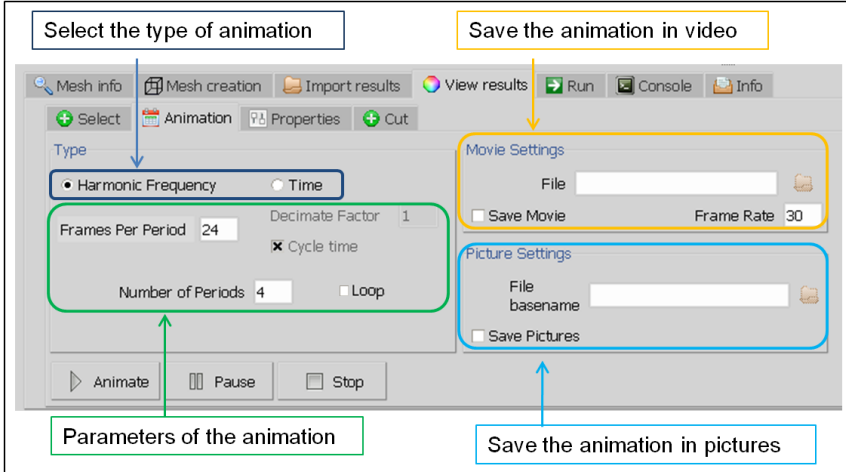 Select the type of animation
Save the animation in video
Mesh info Mesh creation Import results View results Run Console Info
Select Animation Properties Cut
Type
Movie Settings
Harmonic Frequency Time
File
Frames Per Period 24
Decimate Factor 1
Save Movie Frame Rate 30
Cycle time
Picture Settings
Number of Periods 4 Loop
File
basename
Save Pictures
Animate Pause Stop
Parameters of the animation
Save the animation in pictures